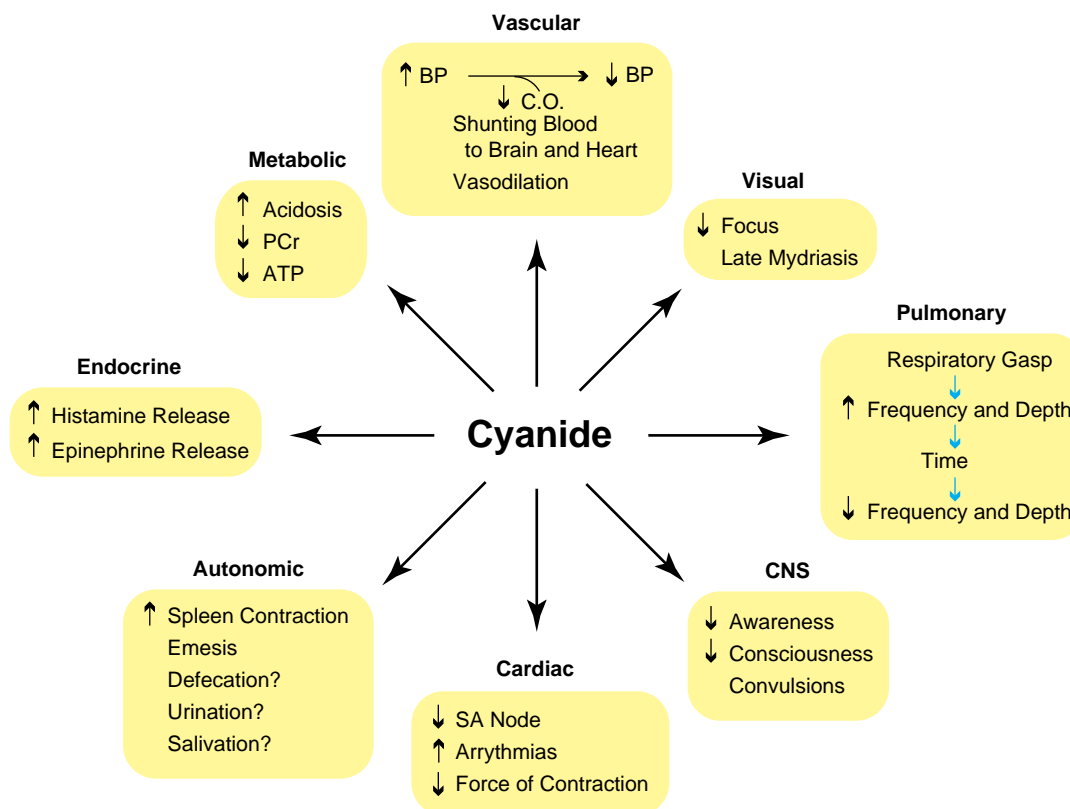 Vascular
↑ BP → ↓ BP
↓ C.O.
Shunting Blood
to Brain and Heart
Vasodilation
Metabolic
↑ Acidosis
↓ PCr
↓ ATP
Visual
↓ Focus
Late Mydriasis
Pulmonary
Respiratory Gasp
↓
↑ Frequency and Depth
↓
Time
↓
↓ Frequency and Depth
Endocrine
↑ Histamine Release
↑ Epinephrine Release
Cyanide
Autonomic
↑ Spleen Contraction
Emesis
Defecation?
Urination?
Salivation?
Cardiac
↓ SA Node
↑ Arrythmias
↓ Force of Contraction
CNS
↓ Awareness
↓ Consciousness
Convulsions